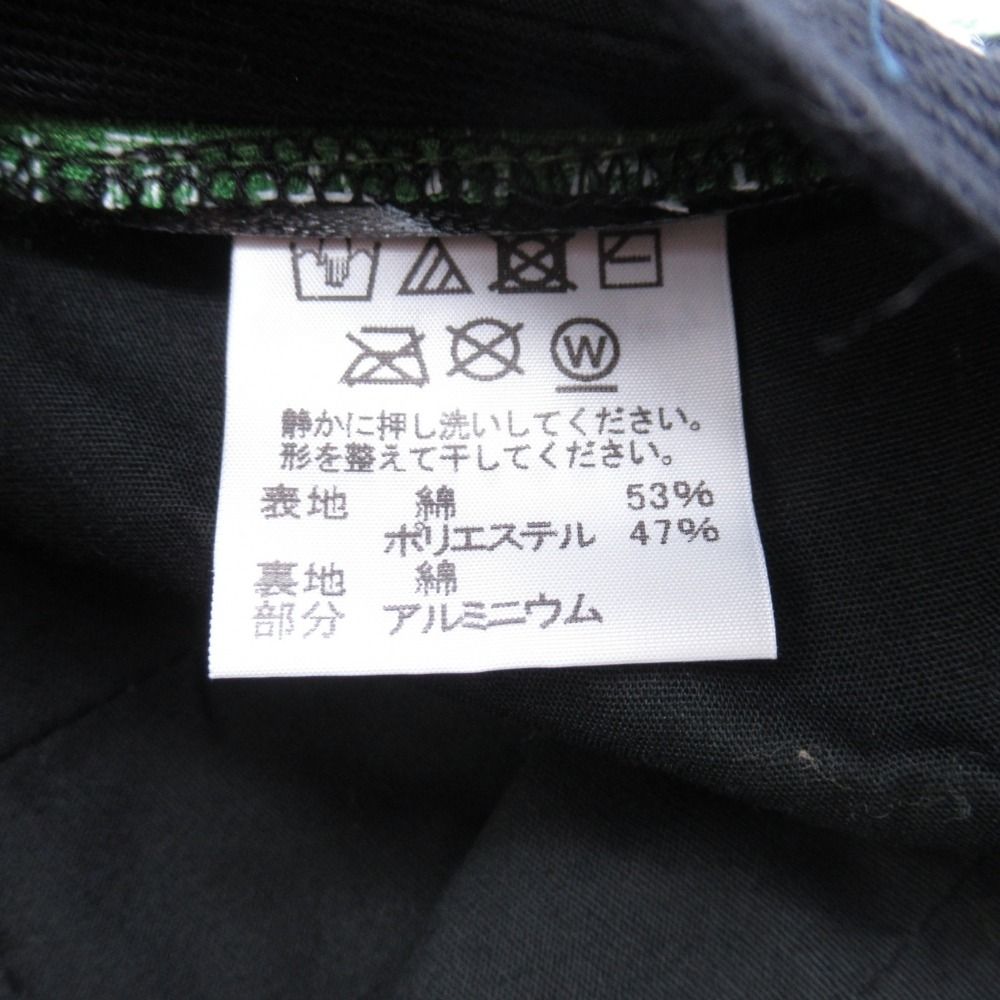 W
静かに押し洗いしてください。
形を整えて干してください。
表地 綿 53%
ポリエステル 47%
裏地 綿
部分 アルミニウム